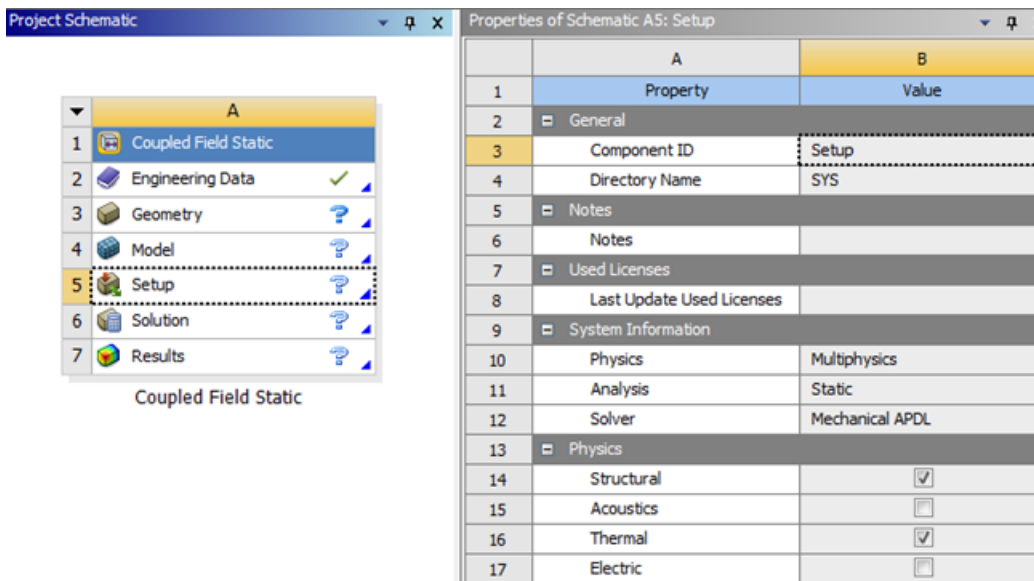 Project Schematic
A
1 Coupled Field Static
2 Engineering Data
3 Geometry
4 Model
5 Setup
6 Solution
7 Results
Coupled Field Static
Properties of Schematic A5: Setup
A B
1 Property Value
2 General
3 Component ID Setup
4 Directory Name SYS
5 Notes
6 Notes
7 Used Licenses
8 Last Update Used Licenses
9 System Information
10 Physics Multiphysics
11 Analysis Static
12 Solver Mechanical APDL
13 Physics
14 Structural
15 Acoustics
16 Thermal
17 Electric